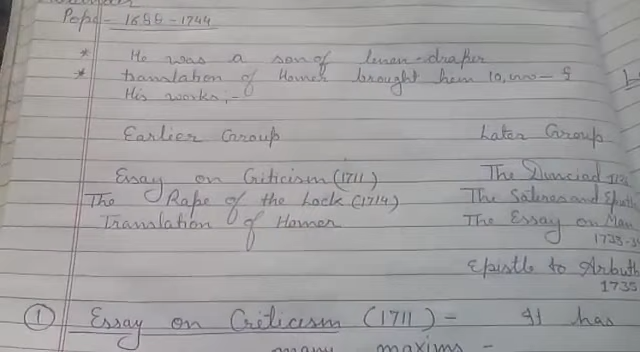 Pope - 1688 - 1744
* He was a son of linen-draper
* translation of Homer brought him 10,000 - £
His works :-
Earlier Group Later Group
Essay on Criticism (1711) The Dunciad
The Rape of the Lock (1714) The Satires and
Translation of Homer The Essay on Man
1733-3
Epistle to Arbuth
1735
① Essay on Criticism (1711) - It has
many maxims -